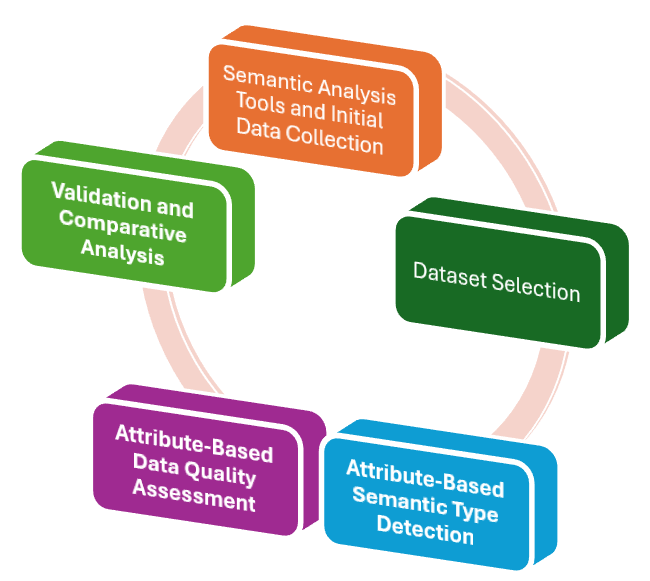 Semantic Analysis
Tools and Initial
Data Collection
Dataset Selection
Attribute-Based
Semantic Type
Detection
Attribute-Based
Data Quality
Assessment
Validation and
Comparative
Analysis